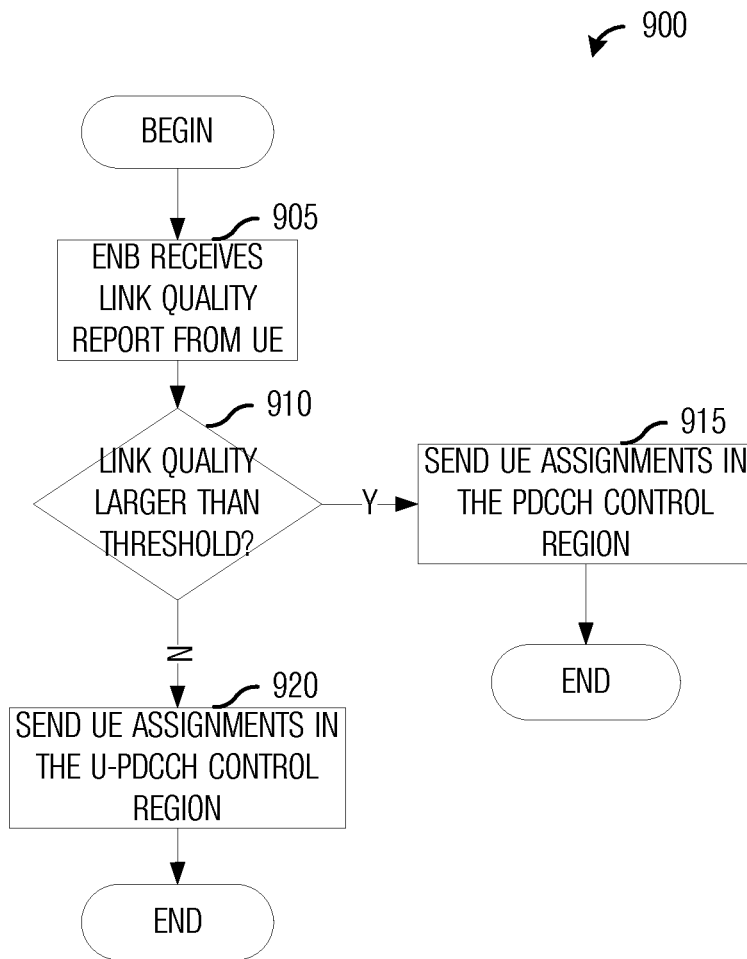 900
BEGIN
905
ENB RECEIVES
LINK QUALITY
REPORT FROM UE
910
LINK QUALITY
LARGER THAN
THRESHOLD?
Y
915
SEND UE ASSIGNMENTS IN
THE PDCCH CONTROL
REGION
END
N
920
SEND UE ASSIGNMENTS IN
THE U-PDCCH CONTROL
REGION
END